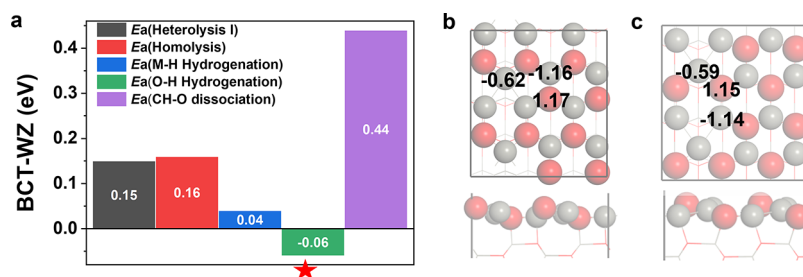 a
BCT-WZ (eV)
0.4
0.3
0.2
0.1
0.0
Ea(Heterolysis I)
Ea(Homolysis)
Ea(M-H Hydrogenation)
Ea(O-H Hydrogenation)
Ea(CH-O dissociation)
0.15
0.16
0.04
-0.06
0.44
b
-0.62
-1.16
1.17
c
-0.59
1.15
-1.14